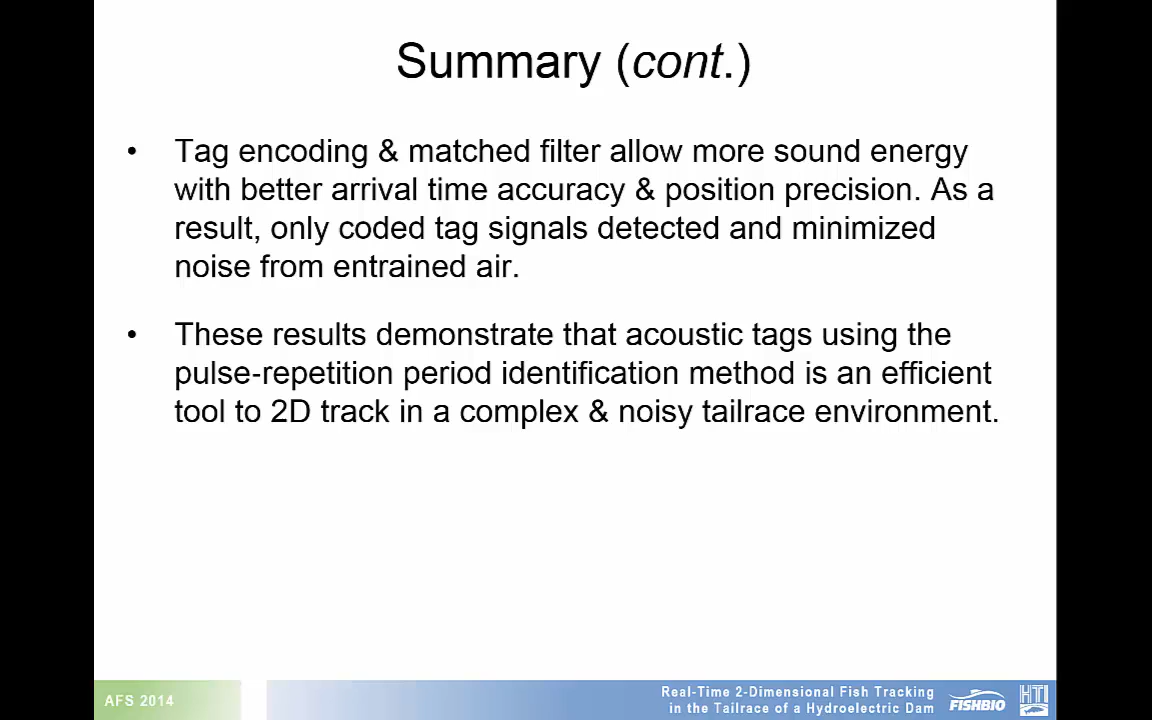 Summary (cont.)
• Tag encoding & matched filter allow more sound energy
with better arrival time accuracy & position precision. As a
result, only coded tag signals detected and minimized
noise from entrained air.
• These results demonstrate that acoustic tags using the
pulse-repetition period identification method is an efficient
tool to 2D track in a complex & noisy tailrace environment.
AFS 2014
Real-Time 2-Dimensional Fish Tracking
in the Tailrace of a Hydroelectric Dam
FISHBIO
HTI